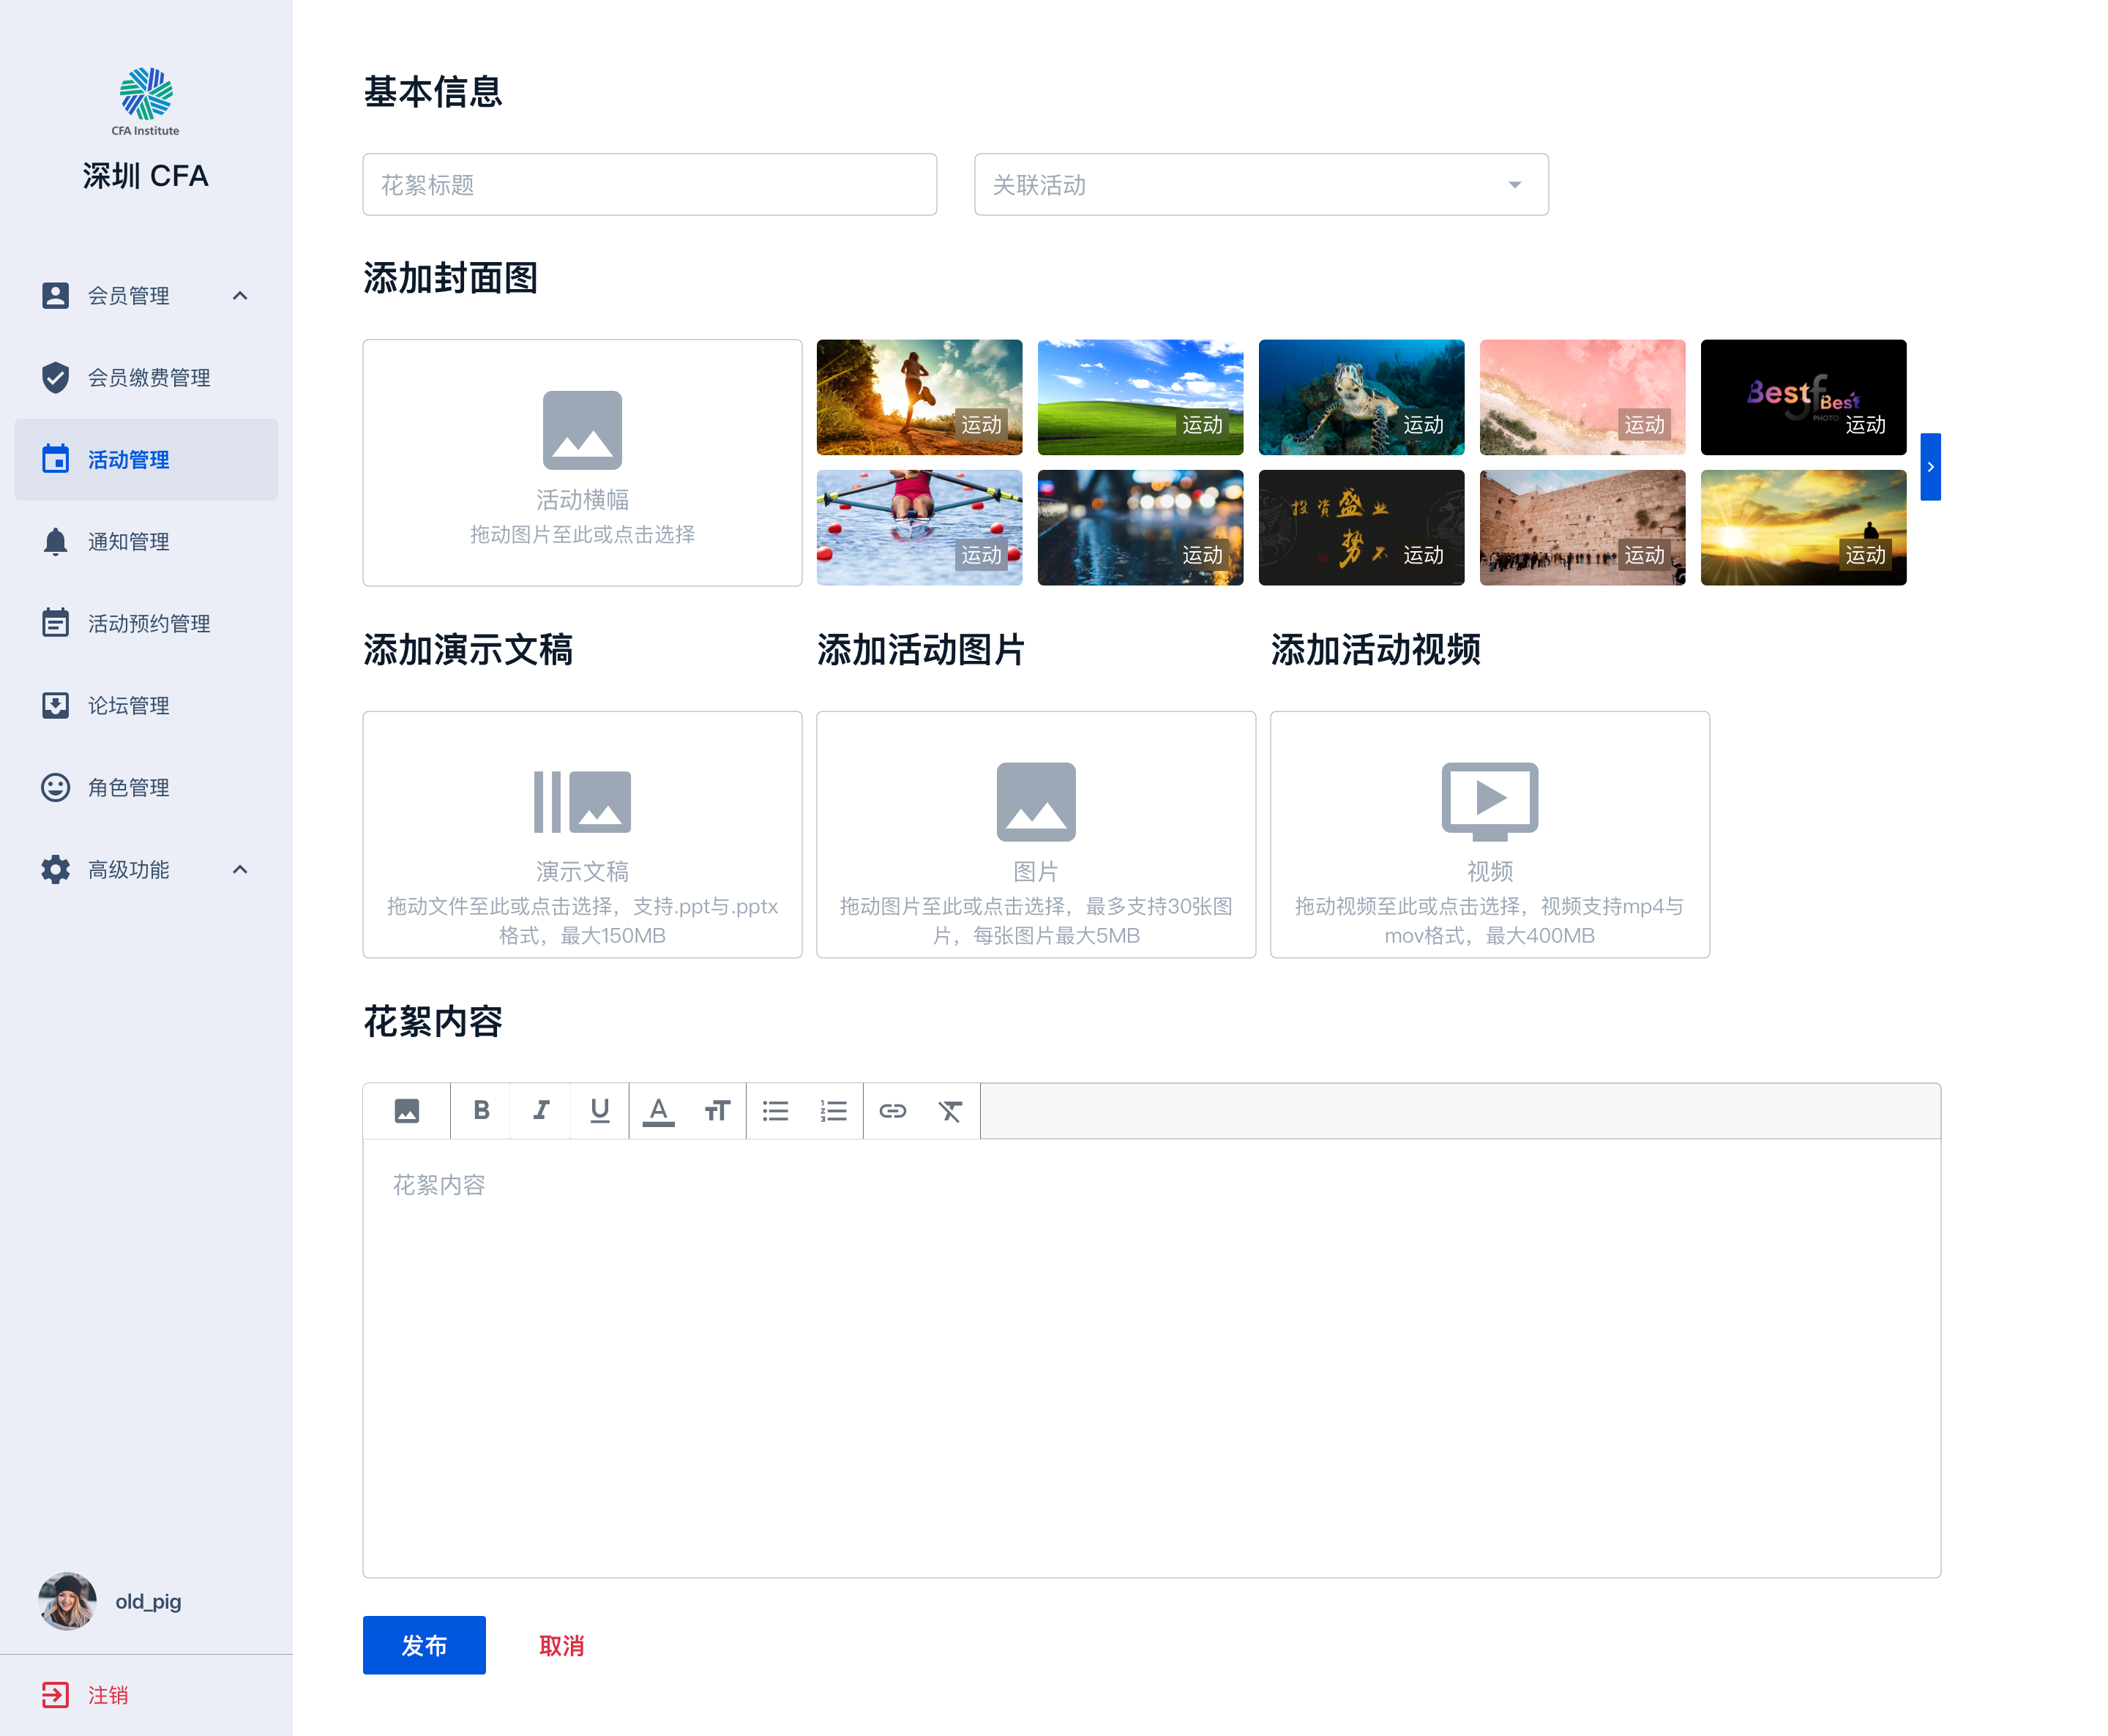 CFA Institute
深圳 CFA
会员管理
会员缴费管理
活动管理
通知管理
活动预约管理
论坛管理
角色管理
高级功能
old_pig
注销
基本信息
花絮标题
关联活动
添加封面图
活动横幅
拖动图片至此或点击选择
运动
运动
运动
运动
Best
Best
PHOTO
运动
运动
运动
投资盛业
势不
运动
运动
运动
添加演示文稿
添加活动图片
添加活动视频
演示文稿
拖动文件至此或点击选择，支持.ppt与.pptx
格式，最大150MB
图片
拖动图片至此或点击选择，最多支持30张图
片，每张图片最大5MB
视频
拖动视频至此或点击选择，视频支持mp4与
mov格式，最大400MB
花絮内容
B I U A TT
花絮内容
发布
取消